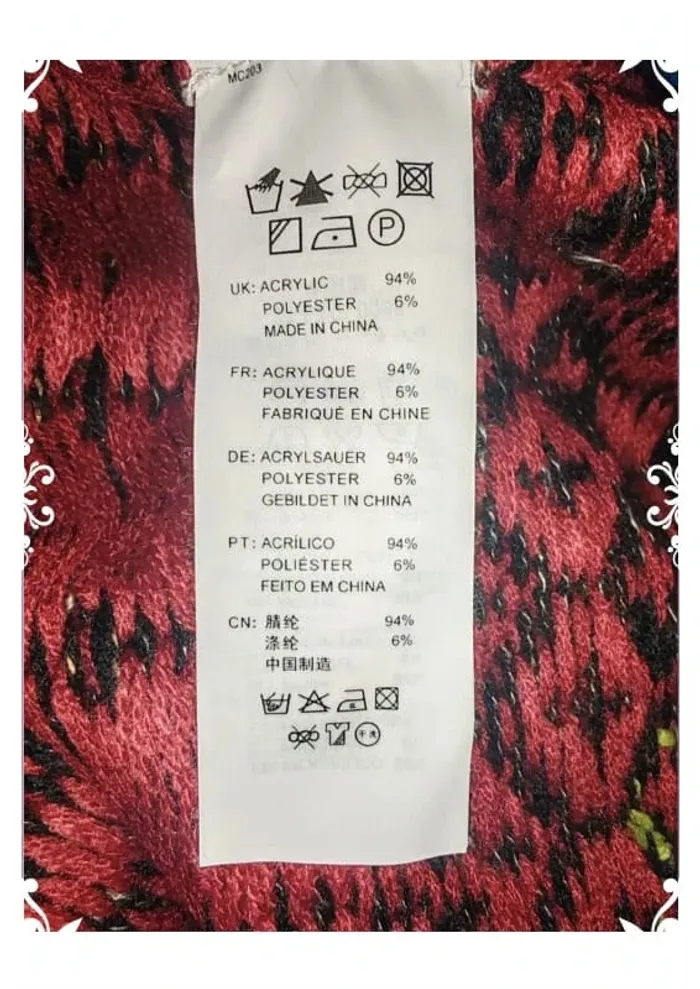 MC203
P
UK: ACRYLIC 94%
POLYESTER 6%
MADE IN CHINA
FR: ACRYLIQUE 94%
POLYESTER 6%
FABRIQUÉ EN CHINE
DE: ACRYLSAUER 94%
POLYESTER 6%
GEBILDET IN CHINA
PT: ACRÍLICO 94%
POLIÉSTER 6%
FEITO EM CHINA
CN: 腈纶 94%
涤纶 6%
中国制造
干洗